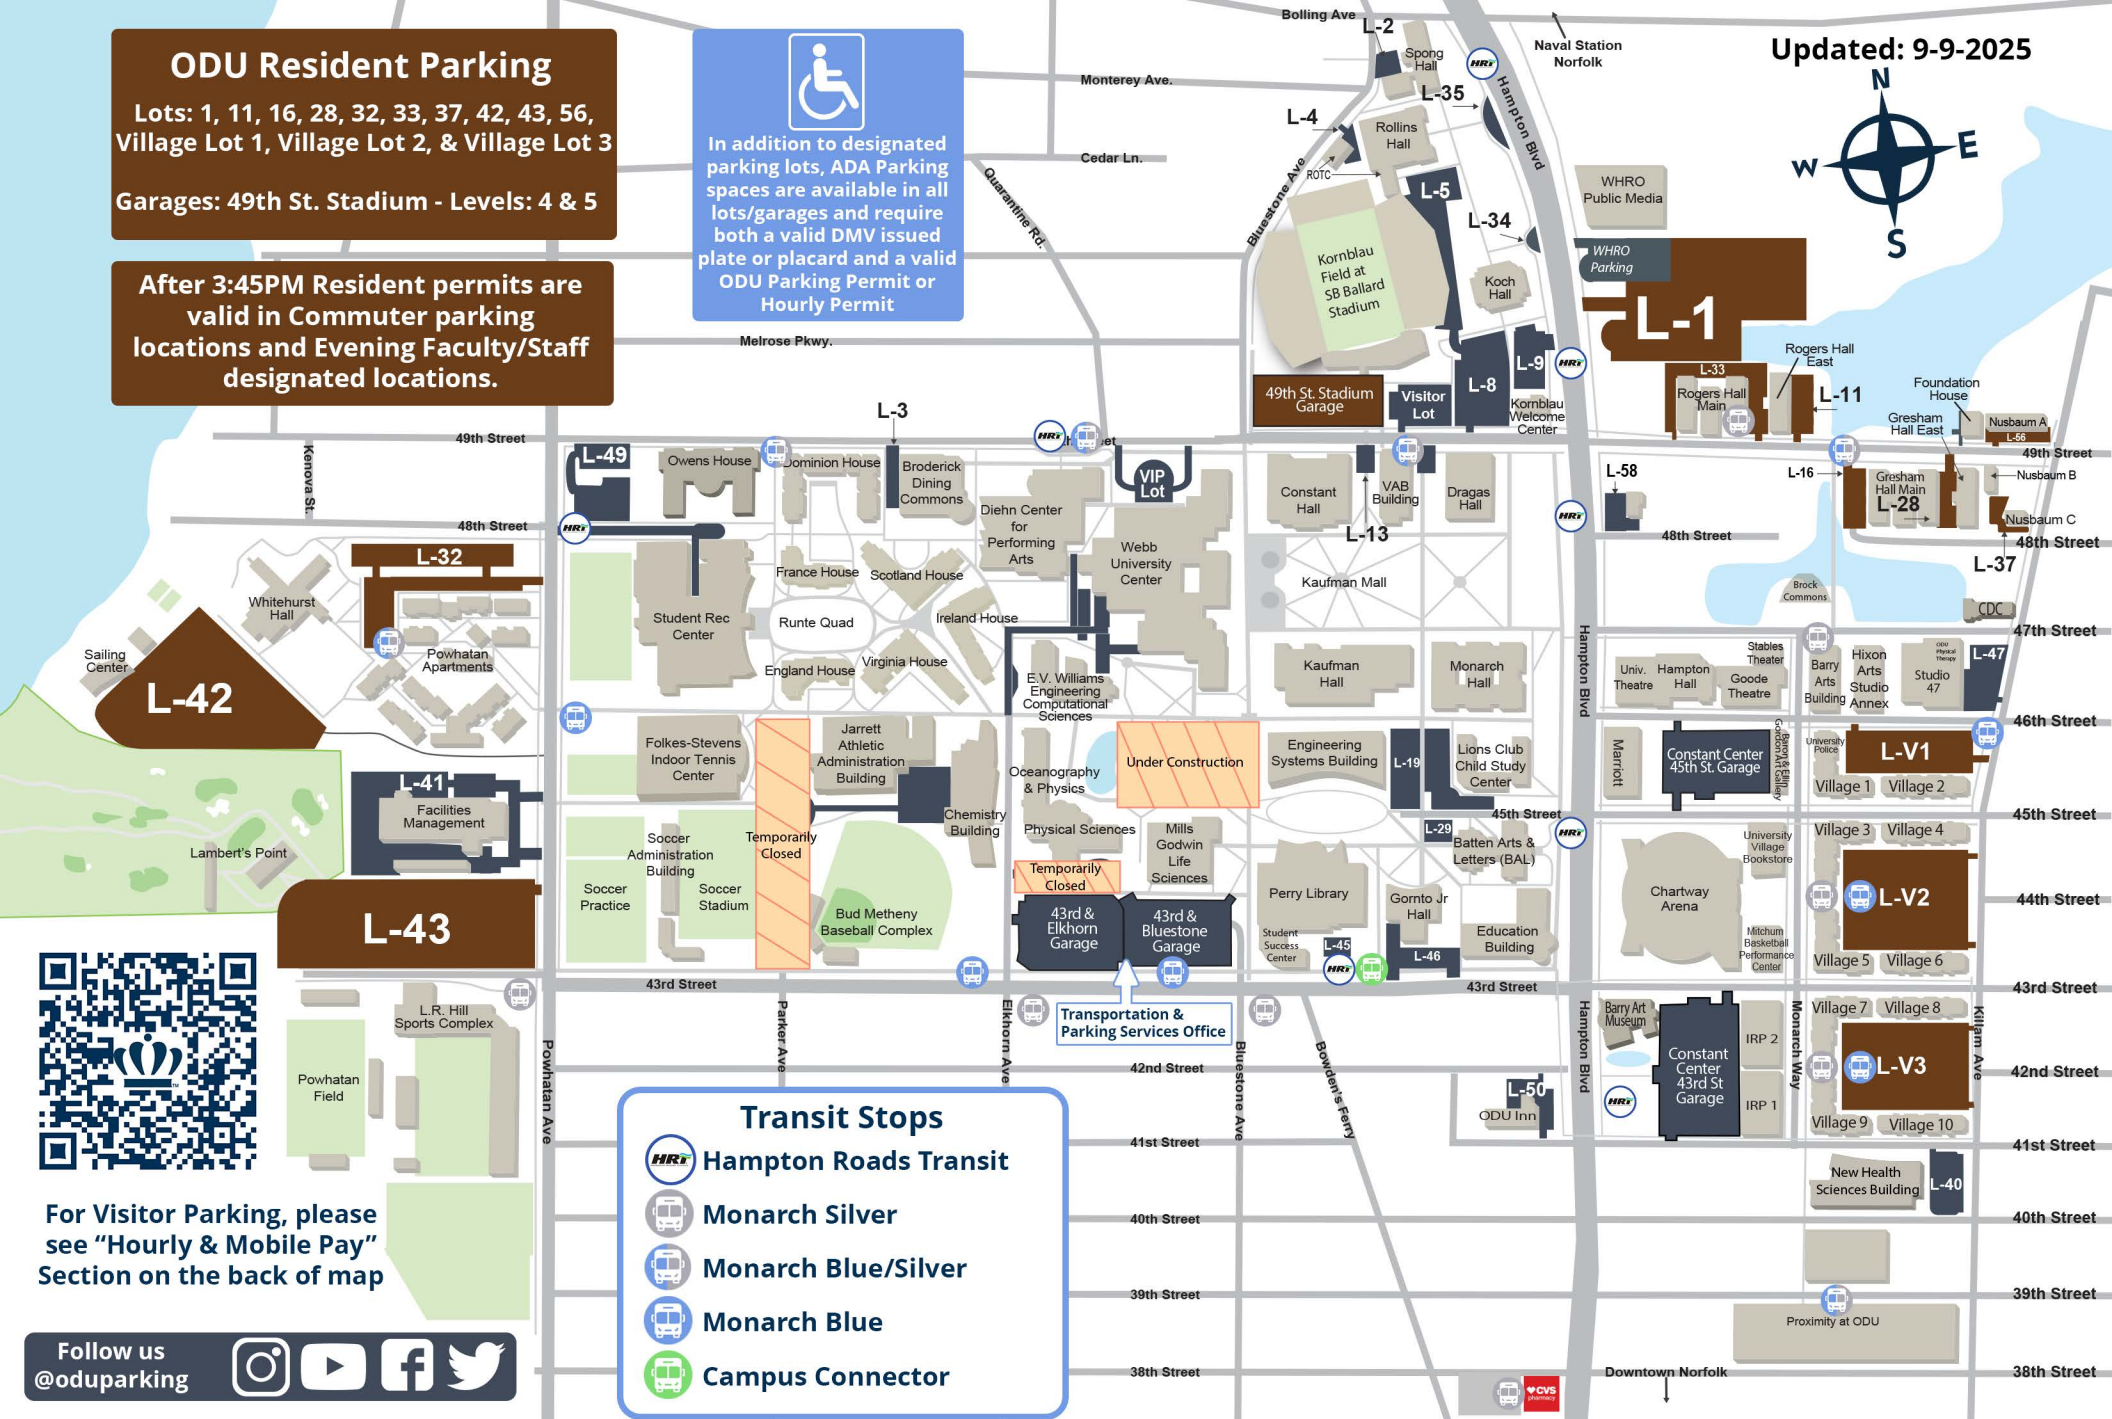 ODU Resident Parking
Lots: 1, 11, 16, 28, 32, 33, 37, 42, 43, 56,
Village Lot 1, Village Lot 2, & Village Lot 3
Garages: 49th St. Stadium - Levels: 4 & 5
After 3:45PM Resident permits are
valid in Commuter parking
locations and Evening Faculty/Staff
designated locations.
In addition to designated
parking lots, ADA Parking
spaces are available in all
lots/garages and require
both a valid DMV issued
plate or placard and a valid
ODU Parking Permit or
Hourly Permit
Updated: 9-9-2025
N
W
E
S
Bolling Ave
L-2
Spong
Hall
HRT
Naval Station
Norfolk
Monterey Ave.
L-35
Hampton Blvd
L-4
Rollins
Hall
Cedar Ln.
ROTC
Quarantine Rd.
Bluestone Ave
L-5
L-34
WHRO
Public Media
WHRO
Parking
Kornblau
Field at
SB Ballard
Stadium
Koch
Hall
L-1
Melrose Pkwy.
L-9
HRT
L-8
Rogers Hall
East
L-33
Rogers Hall
Main
L-11
49th St. Stadium
Garage
Visitor
Lot
Kornblau
Welcome
Center
Foundation
House
Gresham
Hall East
Nusbaum A
L-56
49th Street
L-3
HRT
th Street
49th Street
Kenova St.
L-49
Owens House
Dominion House
Broderick
Dining
Commons
VIP
Lot
Diehn Center
for
Performing
Arts
Constant
Hall
VAB
Building
L-13
Dragas
Hall
L-58
HRT
L-16
Gresham
Hall Main
L-28
Nusbaum B
Nusbaum C
48th Street
HRT
48th Street
48th Street
L-37
L-32
Whitehurst
Hall
Powhatan
Apartments
Sailing
Center
L-42
Student Rec
Center
France House
Scotland House
Runte Quad
Ireland House
England House
Virginia House
Webb
University
Center
Kaufman Mall
Brock
Commons
CDC
47th Street
E.V. Williams
Engineering
Computational
Sciences
Kaufman
Hall
Monarch
Hall
Hampton Blvd
Univ.
Theatre
Hampton
Hall
Stables
Theater
Goode
Theatre
Barry
Arts
Building
Hixon
Arts
Studio
Annex
ODU
Physical
Therapy
Studio
47
L-47
46th Street
Folkes-Stevens
Indoor Tennis
Center
Jarrett
Athletic
Administration
Building
Oceanography
& Physics
Under Construction
Engineering
Systems Building
L-19
Lions Club
Child Study
Center
Marriott
Constant Center
45th St. Garage
Baron & Ellin
Gordon Art Gallery
University
Police
L-V1
Village 1
Village 2
L-41
Facilities
Management
Lambert's Point
Temporarily
Closed
Chemistry
Building
45th Street
HRT
45th Street
Soccer
Administration
Building
Physical Sciences
Mills
Godwin
Life
Sciences
L-29
Batten Arts &
Letters (BAL)
University
Village
Bookstore
Village 3
Village 4
Soccer
Practice
Soccer
Stadium
Bud Metheny
Baseball Complex
Temporarily
Closed
Perry Library
Gornto Jr
Hall
Chartway
Arena
L-V2
44th Street
L-43
43rd &
Elkhorn
Garage
43rd &
Bluestone
Garage
Student
Success
Center
L-45
HRT
L-46
Education
Building
Mitchum
Basketball
Performance
Center
Village 5
Village 6
43rd Street
43rd Street
43rd Street
L.R. Hill
Sports Complex
Powhatan
Field
Powhatan Ave
Parker Ave
Elkhorn Ave
Transportation &
Parking Services Office
Bluestone Ave
Bowden's Ferry
Hampton Blvd
Barry Art
Museum
Constant
Center
43rd St
Garage
IRP 2
IRP 1
Monarch Way
Village 7
Village 8
L-V3
Killam Ave
42nd Street
42nd Street
HRT
L-50
ODU Inn
Village 9
Village 10
41st Street
41st Street
New Health
Sciences Building
L-40
40th Street
40th Street
39th Street
39th Street
Proximity at ODU
38th Street
Downtown Norfolk
38th Street
CVS
pharmacy
Transit Stops
HRT
Hampton Roads Transit
Monarch Silver
Monarch Blue/Silver
Monarch Blue
Campus Connector
For Visitor Parking, please
see “Hourly & Mobile Pay”
Section on the back of map
Follow us
@oduparking